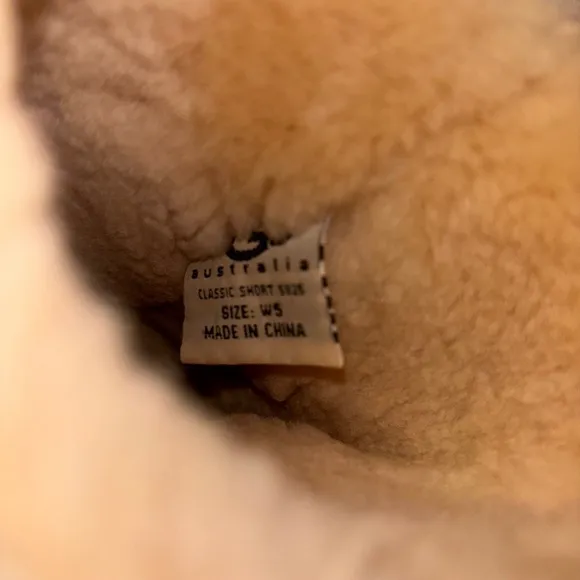 G
australia
CLASSIC SHORT 5825
SIZE: W5
MADE IN CHINA